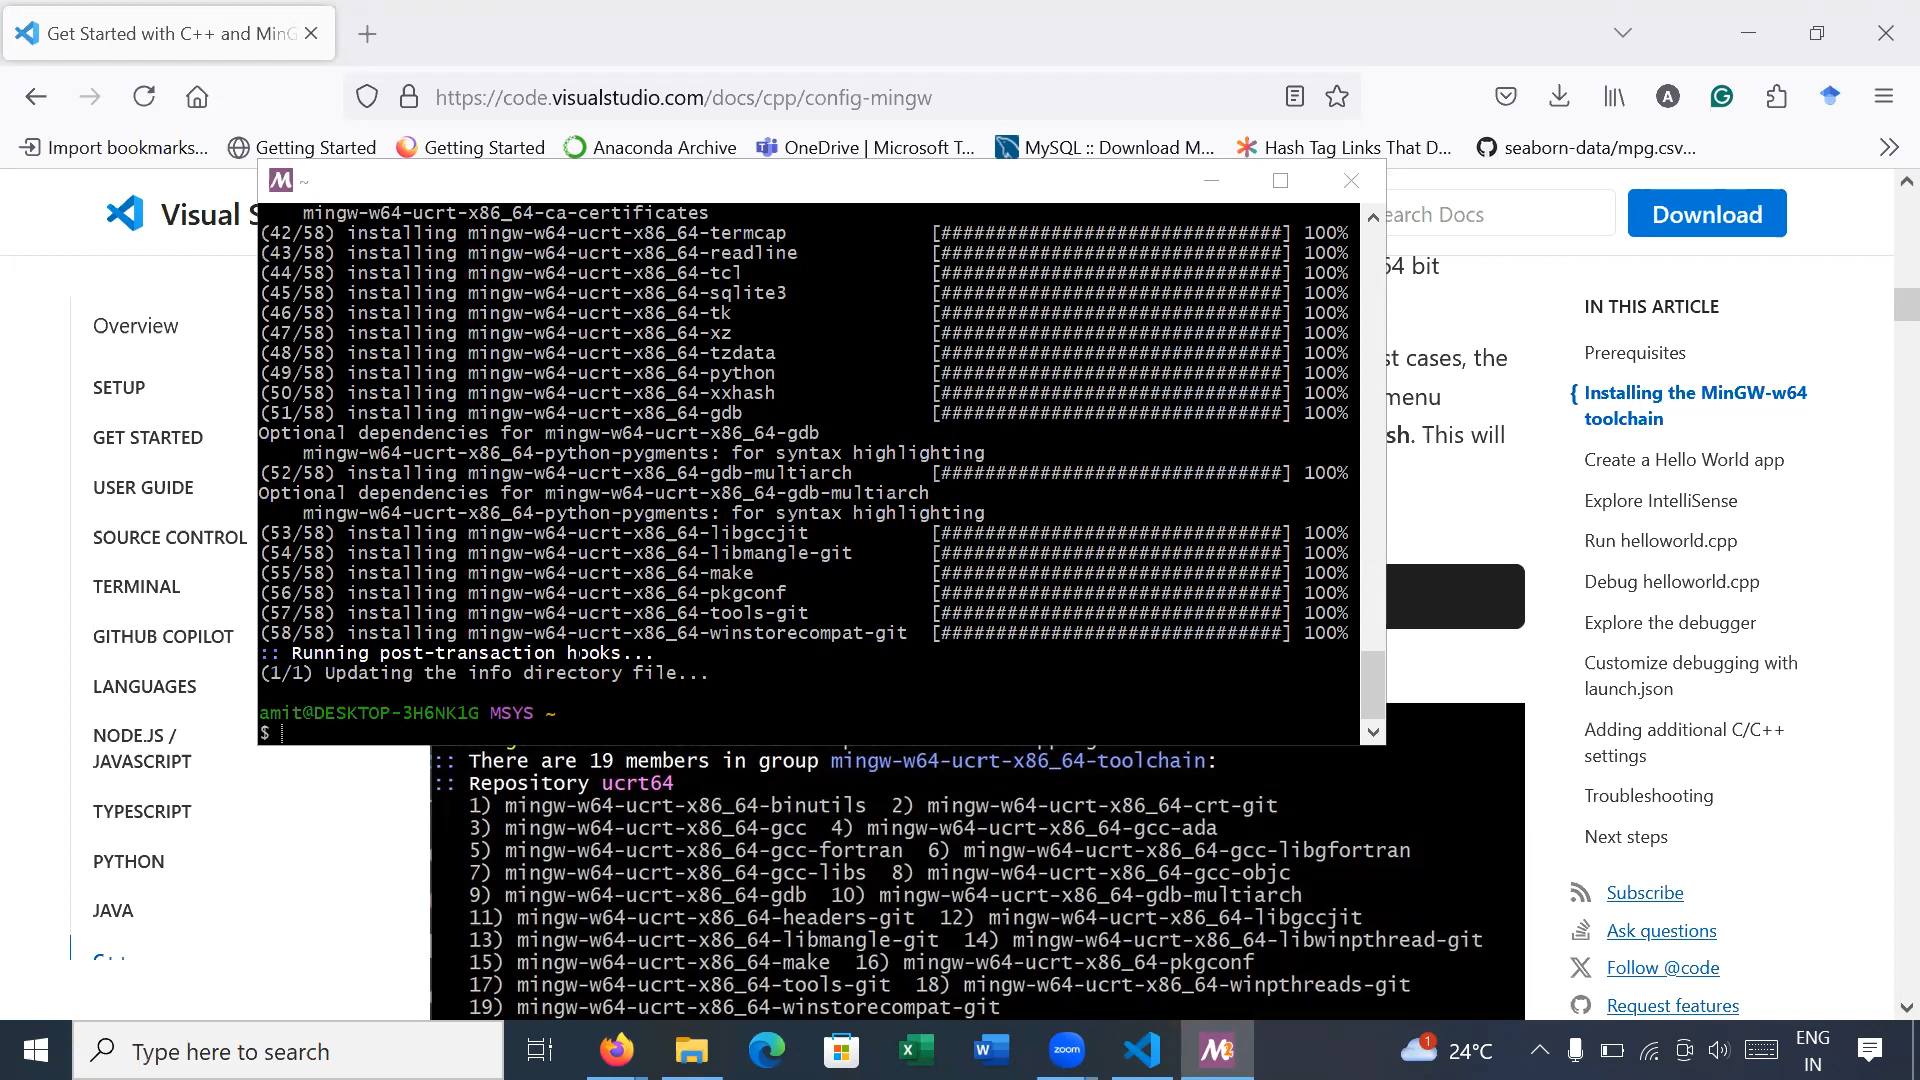 Get Started with C++ and MinG
https://code.visualstudio.com/docs/cpp/config-mingw
Import bookmarks...
Getting Started
Getting Started
Anaconda Archive
OneDrive | Microsoft T...
MySQL :: Download M...
Hash Tag Links That D...
seaborn-data/mpg.csv...
Visual S
earch Docs
Download
~
mingw-w64-ucrt-x86_64-ca-certificates
(42/58) installing mingw-w64-ucrt-x86_64-termcap [###############################] 100%
(43/58) installing mingw-w64-ucrt-x86_64-readline [###############################] 100%
(44/58) installing mingw-w64-ucrt-x86_64-tcl [###############################] 100%
(45/58) installing mingw-w64-ucrt-x86_64-sqlite3 [###############################] 100%
(46/58) installing mingw-w64-ucrt-x86_64-tk [###############################] 100%
(47/58) installing mingw-w64-ucrt-x86_64-xz [###############################] 100%
(48/58) installing mingw-w64-ucrt-x86_64-tzdata [###############################] 100%
(49/58) installing mingw-w64-ucrt-x86_64-python [###############################] 100%
(50/58) installing mingw-w64-ucrt-x86_64-xxhash [###############################] 100%
(51/58) installing mingw-w64-ucrt-x86_64-gdb [###############################] 100%
Optional dependencies for mingw-w64-ucrt-x86_64-gdb
mingw-w64-ucrt-x86_64-python-pygments: for syntax highlighting
(52/58) installing mingw-w64-ucrt-x86_64-gdb-multiarch [###############################] 100%
Optional dependencies for mingw-w64-ucrt-x86_64-gdb-multiarch
mingw-w64-ucrt-x86_64-python-pygments: for syntax highlighting
(53/58) installing mingw-w64-ucrt-x86_64-libgccjit [###############################] 100%
(54/58) installing mingw-w64-ucrt-x86_64-libmangle-git [###############################] 100%
(55/58) installing mingw-w64-ucrt-x86_64-make [###############################] 100%
(56/58) installing mingw-w64-ucrt-x86_64-pkgconf [###############################] 100%
(57/58) installing mingw-w64-ucrt-x86_64-tools-git [###############################] 100%
(58/58) installing mingw-w64-ucrt-x86_64-winstorecompat-git [###############################] 100%
:: Running post-transaction hooks...
(1/1) Updating the info directory file...
amit@DESKTOP-3H6NK1G MSYS ~
$
Overview
SETUP
GET STARTED
USER GUIDE
SOURCE CONTROL
TERMINAL
GITHUB COPILOT
LANGUAGES
NODE.JS /
JAVASCRIPT
TYPESCRIPT
PYTHON
JAVA
C++
64 bit
st cases, the
menu
sh. This will
:: There are 19 members in group mingw-w64-ucrt-x86_64-toolchain:
:: Repository ucrt64
1) mingw-w64-ucrt-x86_64-binutils 2) mingw-w64-ucrt-x86_64-crt-git
3) mingw-w64-ucrt-x86_64-gcc 4) mingw-w64-ucrt-x86_64-gcc-ada
5) mingw-w64-ucrt-x86_64-gcc-fortran 6) mingw-w64-ucrt-x86_64-gcc-libgfortran
7) mingw-w64-ucrt-x86_64-gcc-libs 8) mingw-w64-ucrt-x86_64-gcc-objc
9) mingw-w64-ucrt-x86_64-gdb 10) mingw-w64-ucrt-x86_64-gdb-multiarch
11) mingw-w64-ucrt-x86_64-headers-git 12) mingw-w64-ucrt-x86_64-libgccjit
13) mingw-w64-ucrt-x86_64-libmangle-git 14) mingw-w64-ucrt-x86_64-libwinpthread-git
15) mingw-w64-ucrt-x86_64-make 16) mingw-w64-ucrt-x86_64-pkgconf
17) mingw-w64-ucrt-x86_64-tools-git 18) mingw-w64-ucrt-x86_64-winpthreads-git
19) mingw-w64-ucrt-x86_64-winstorecompat-git
IN THIS ARTICLE
Prerequisites
{ Installing the MinGW-w64
toolchain
Create a Hello World app
Explore IntelliSense
Run helloworld.cpp
Debug helloworld.cpp
Explore the debugger
Customize debugging with
launch.json
Adding additional C/C++
settings
Troubleshooting
Next steps
Subscribe
Ask questions
Follow @code
Request features
Type here to search
zoom
1
24°C
ENG
IN